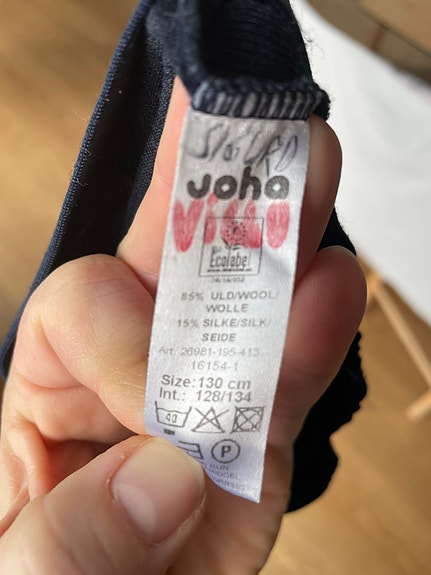 Joha
VILLU
Ecolabel
85% ULD/WOOL/
WOLLE
15% SILKE/SILK/
SEIDE
Art. 26981-195-413
16154-1
Size: 130 cm
Int.: 128/134
40
P